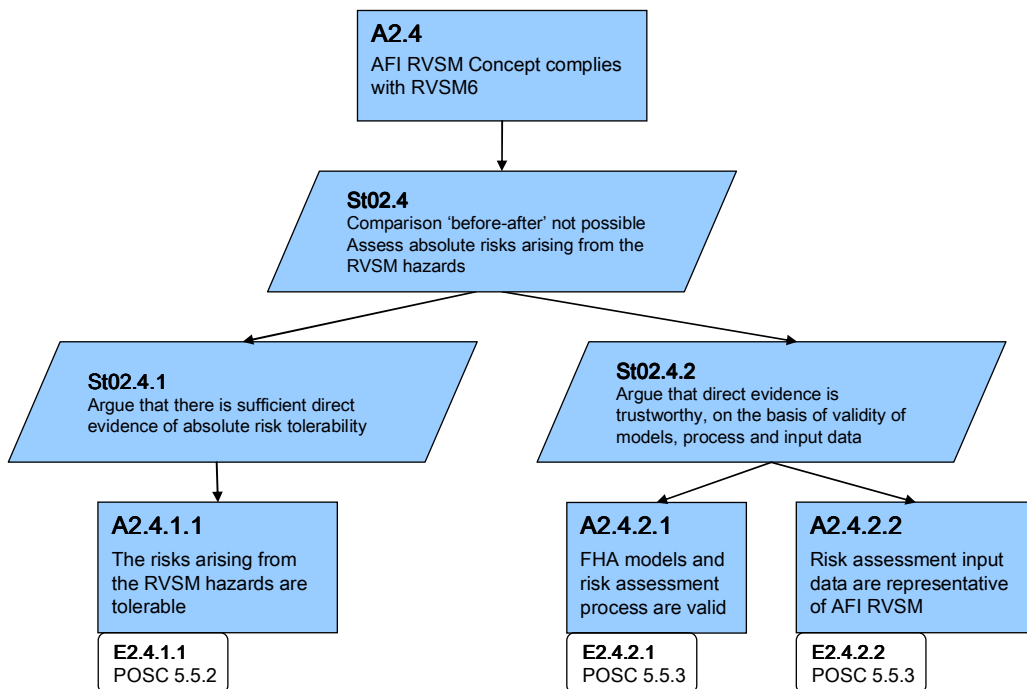 A2.4
AFI RVSM Concept complies
with RVSM6
St02.4
Comparison ‘before-after’ not possible
Assess absolute risks arising from the
RVSM hazards
St02.4.1
Argue that there is sufficient direct
evidence of absolute risk tolerability
St02.4.2
Argue that direct evidence is
trustworthy, on the basis of validity of
models, process and input data
A2.4.1.1
The risks arising from
the RVSM hazards are
tolerable
E2.4.1.1
POSC 5.5.2
A2.4.2.1
FHA models and
risk assessment
process are valid
E2.4.2.1
POSC 5.5.3
A2.4.2.2
Risk assessment input
data are representative
of AFI RVSM
E2.4.2.2
POSC 5.5.3